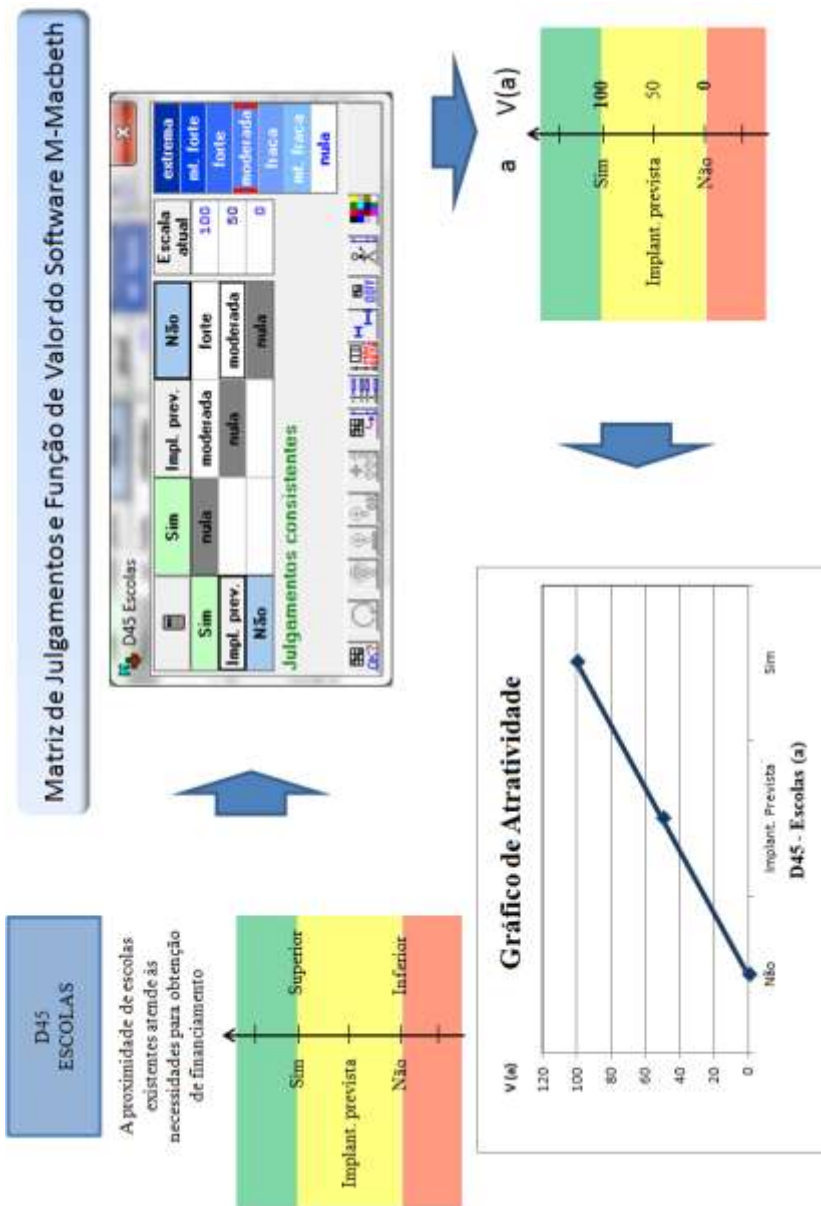 Matriz de Julgamentos e Função de Valor do Software M-Macbeth
D45
ESCOLAS
A proximidade de escolas
existentes atende às
necessidades para obtenção
de financiamento
Sim Superior
Implant. prevista
Não Inferior
D45 Escolas
Sim Impl. prev. Não Escala atual
Sim nula moderada forte 100
Impl. prev. nula moderada 50
Não nula 0
Julgamentos consistentes
extrema
mt. forte
forte
moderada
fraca
mt. fraca
nula
Gráfico de Atratividade
V(a)
120
100
80
60
40
20
0
Não Implant. Prevista Sim
D45 - Escolas (a)
a V(a)
Sim 100
Implant. prevista 50
Não 0